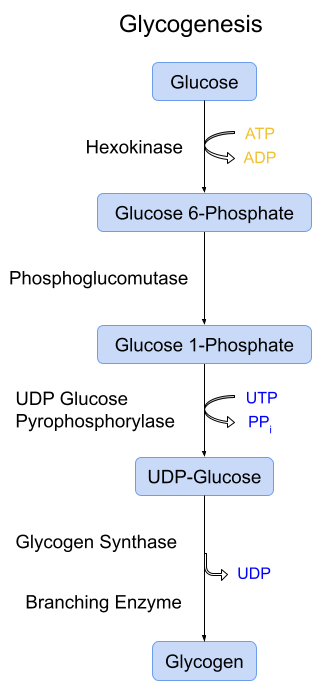 Glycogenesis
Glucose
ATP
Hexokinase
ADP
Glucose 6-Phosphate
Phosphoglucomutase
Glucose 1-Phosphate
UDP Glucose
Pyrophosphorylase
UTP
PPi
UDP-Glucose
Glycogen Synthase
UDP
Branching Enzyme
Glycogen